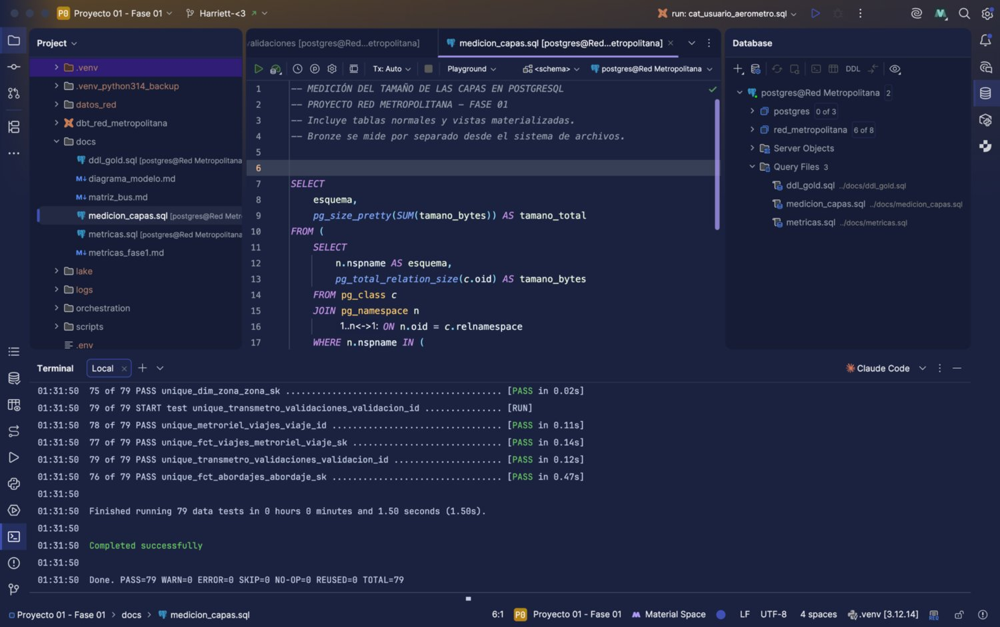 P0 Proyecto 01 - Fase 01
Harriett-<3
run: cat_usuario_aerometro.sql
Project
.venv
.venv_python314_backup
datos_red
dbt_red_metropolitana
docs
ddl_gold.sql [postgres@Red Metropolitana
M↓ diagrama_modelo.md
M↓ matriz_bus.md
medicion_capas.sql [postgres@Red Metr
metricas.sql [postgres@Red Metropolitana
M↓ metricas_fase1.md
lake
logs
orchestration
scripts
.env
validaciones [postgres@Red...etropolitana]
medicion_capas.sql [postgres@Red...etropolitana]
Tx: Auto
Playground
<schema>
postgres@Red Metropolitana
1 -- MEDICIÓN DEL TAMAÑO DE LAS CAPAS EN POSTGRESQL
2 -- PROYECTO RED METROPOLITANA - FASE 01
3 -- Incluye tablas normales y vistas materializadas.
4 -- Bronze se mide por separado desde el sistema de archivos.
5
6
7 SELECT
8 esquema,
9 pg_size_pretty(SUM(tamano_bytes)) AS tamano_total
10 FROM (
11 SELECT
12 n.nspname AS esquema,
13 pg_total_relation_size(c.oid) AS tamano_bytes
14 FROM pg_class c
15 JOIN pg_namespace n
16 1..n<->1: ON n.oid = c.relnamespace
17 WHERE n.nspname IN (
Database
DDL
postgres@Red Metropolitana 2
postgres 0 of 3
red_metropolitana 6 of 8
Server Objects
Query Files 3
ddl_gold.sql ../docs/ddl_gold.sql
medicion_capas.sql ../docs/medicion_capas.sql
metricas.sql ../docs/metricas.sql
Terminal
Local
Claude Code
01:31:50 75 of 79 PASS unique_dim_zona_zona_sk .......................................... [PASS in 0.02s]
01:31:50 79 of 79 START test unique_transmetro_validaciones_validacion_id ............... [RUN]
01:31:50 78 of 79 PASS unique_metroriel_viajes_viaje_id ................................. [PASS in 0.11s]
01:31:50 77 of 79 PASS unique_fct_viajes_metroriel_viaje_sk ............................. [PASS in 0.14s]
01:31:50 79 of 79 PASS unique_transmetro_validaciones_validacion_id ..................... [PASS in 0.12s]
01:31:50 76 of 79 PASS unique_fct_abordajes_abordaje_sk ................................. [PASS in 0.47s]
01:31:50
01:31:50 Finished running 79 data tests in 0 hours 0 minutes and 1.50 seconds (1.50s).
01:31:50
01:31:50 Completed successfully
01:31:50
01:31:50 Done. PASS=79 WARN=0 ERROR=0 SKIP=0 NO-OP=0 REUSED=0 TOTAL=79
Proyecto 01 - Fase 01 > docs > medicion_capas.sql
6:1
P0 Proyecto 01 - Fase 01
Material Space
LF
UTF-8
4 spaces
.venv [3.12.14]
REQ